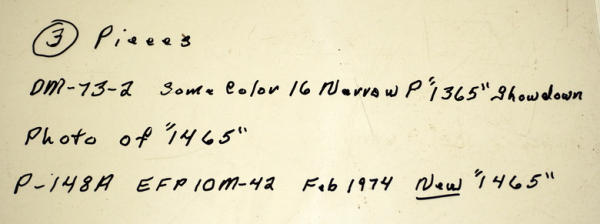 3 Pieces
DM-73-2 Some Color 16 Narrow P "1365" Showdown
Photo of "1465"
P-148A EFP10M-42 Feb 1974 New "1465"